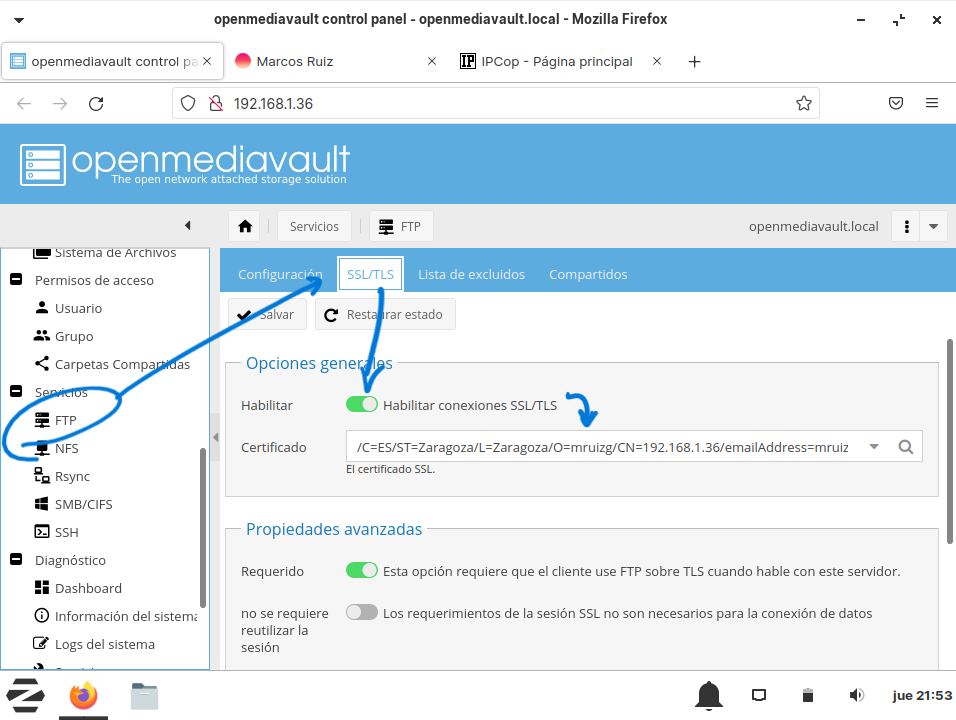 openmediavault control panel - openmediavault.local - Mozilla Firefox
openmediavault control pa
Marcos Ruiz
IPCop - Página principal
192.168.1.36
openmediavault
The open network attached storage solution
Servicios
FTP
openmediavault.local
Sistema de Archivos
Permisos de acceso
Usuario
Grupo
Carpetas Compartidas
Servicios
FTP
NFS
Rsync
SMB/CIFS
SSH
Diagnóstico
Dashboard
Información del sistema
Logs del sistema
Configuración
SSL/TLS
Lista de excluidos
Compartidos
Salvar
Restaurar estado
Opciones generales
Habilitar
Habilitar conexiones SSL/TLS
Certificado
/C=ES/ST=Zaragoza/L=Zaragoza/O=mruizg/CN=192.168.1.36/emailAddress=mruiz
El certificado SSL.
Propiedades avanzadas
Requerido
Esta opción requiere que el cliente use FTP sobre TLS cuando hable con este servidor.
no se requiere
reutilizar la
sesión
Los requerimientos de la sesión SSL no son necesarios para la conexión de datos
jue 21:53